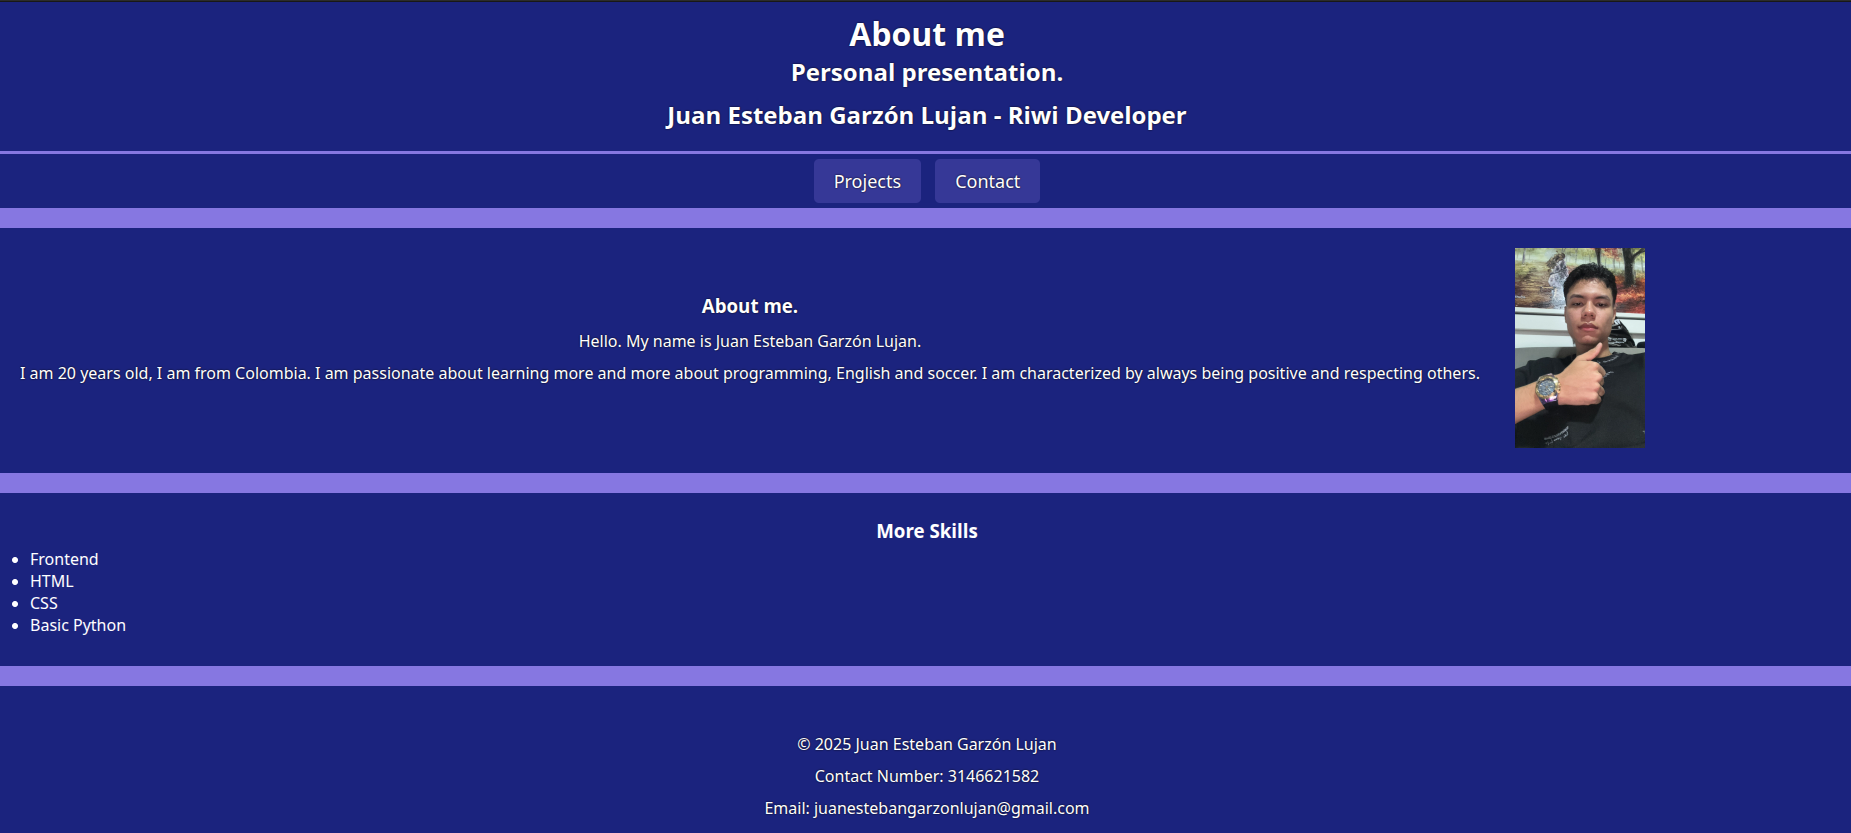 About me
Personal presentation.
Juan Esteban Garzón Lujan - Riwi Developer
Projects Contact
About me.
Hello. My name is Juan Esteban Garzón Lujan.
I am 20 years old, I am from Colombia. I am passionate about learning more and more about programming, English and soccer. I am characterized by always being positive and respecting others.
More Skills
Frontend
HTML
CSS
Basic Python
© 2025 Juan Esteban Garzón Lujan
Contact Number: 3146621582
Email: juanestebangarzonlujan@gmail.com